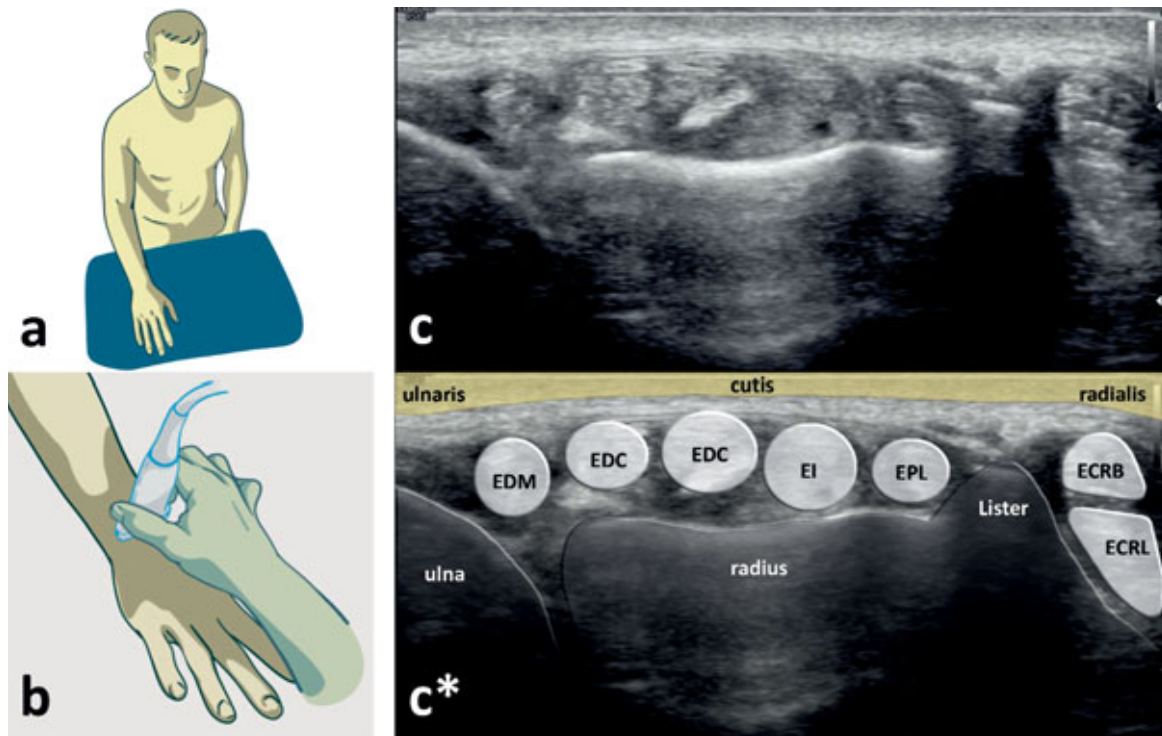 a
b
c
ulnaris
cutis
radialis
EDM
EDC
EDC
EI
EPL
ECRB
ECRL
Lister
ulna
radius
c*